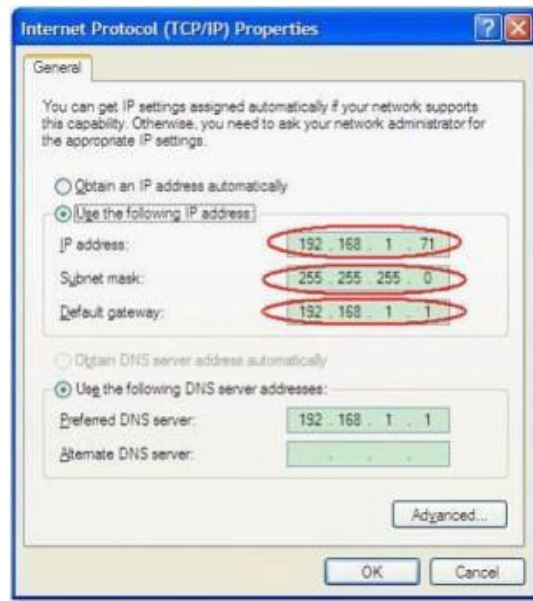 Internet Protocol (TCP/IP) Properties
General
You can get IP settings assigned automatically if your network supports
this capability. Otherwise, you need to ask your network administrator for
the appropriate IP settings.
Obtain an IP address automatically
Use the following IP address:
IP address: 192 . 168 . 1 . 71
Subnet mask: 255 . 255 . 255 . 0
Default gateway: 192 . 168 . 1 . 1
Obtain DNS server address automatically
Use the following DNS server addresses:
Preferred DNS server: 192 . 168 . 1 . 1
Alternate DNS server: . . .
Advanced...
OK Cancel